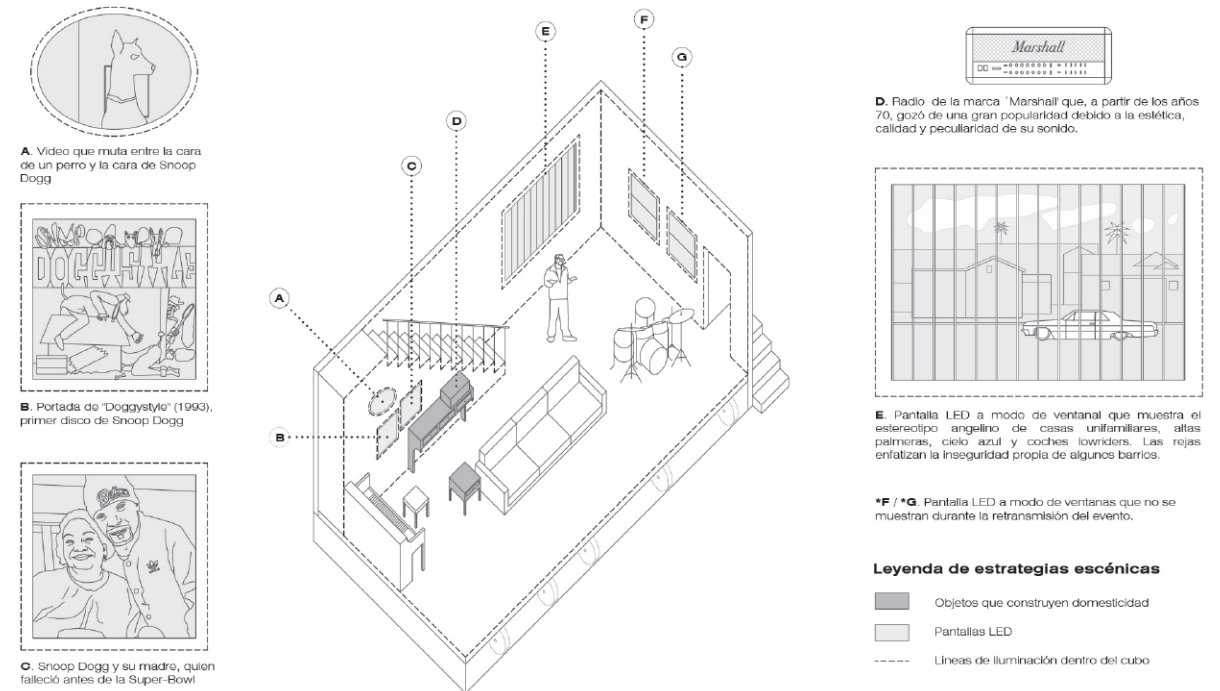 A. Video que muta entre la cara
de un perro y la cara de Snoop
Dogg
DOGGYSTYLE
B. Portada de "Doggystyle" (1993),
primer disco de Snoop Dogg
C. Snoop Dogg y su madre, quien
falleció antes de la Super-Bowl
E
F
G
D
C
A
B
Marshall
D. Radio de la marca ´Marshall' que, a partir de los años
70, gozó de una gran popularidad debido a la estética,
calidad y peculiaridad de su sonido.
E. Pantalla LED a modo de ventanal que muestra el
estereotipo angelino de casas unifamiliares, altas
palmeras, cielo azul y coches lowriders. Las rejas
enfatizan la inseguridad propia de algunos barrios.
*F / *G. Pantalla LED a modo de ventanas que no se
muestran durante la retransmisión del evento.
Leyenda de estrategias escénicas
Objetos que construyen domesticidad
Pantallas LED
Líneas de iluminación dentro del cubo